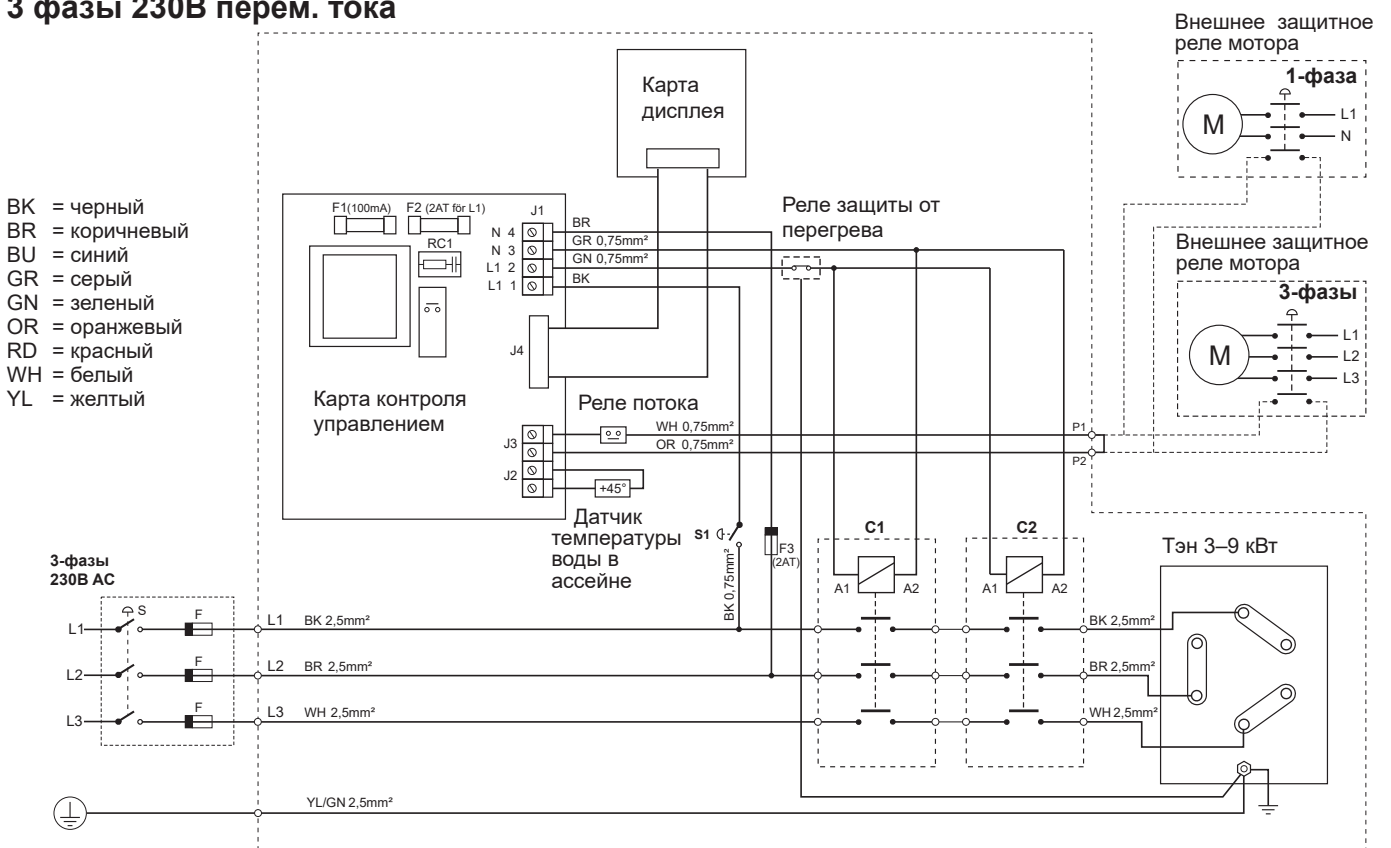 3 фазы 230В перем. тока
Внешнее защитное
реле мотора
1-фаза
M
L1
N
Карта
дисплея
BK = черный
BR = коричневый
BU = синий
GR = серый
GN = зеленый
OR = оранжевый
RD = красный
WH = белый
YL = желтый
F1(100mA)
F2 (2AT för L1)
J1
RC1
N 4
N 3
L1 2
L1 1
BR
GR 0,75mm²
GN 0,75mm²
BK
Реле защиты от
перегрева
Внешнее защитное
реле мотора
3-фазы
M
L1
L2
L3
J4
Карта контроля
управлением
Реле потока
WH 0,75mm²
OR 0,75mm²
P1
P2
J3
J2
+45°
Датчик
температуры
воды в
ассейне
S1
F3
(2AT)
BK 0,75mm²
C1
A1
A2
C2
A1
A2
Тэн 3–9 кВт
3-фазы
230В AC
S
F
L1
L1
BK 2,5mm²
BK 2,5mm²
F
L2
L2
BR 2,5mm²
BR 2,5mm²
F
L3
L3
WH 2,5mm²
WH 2,5mm²
YL/GN 2,5mm²